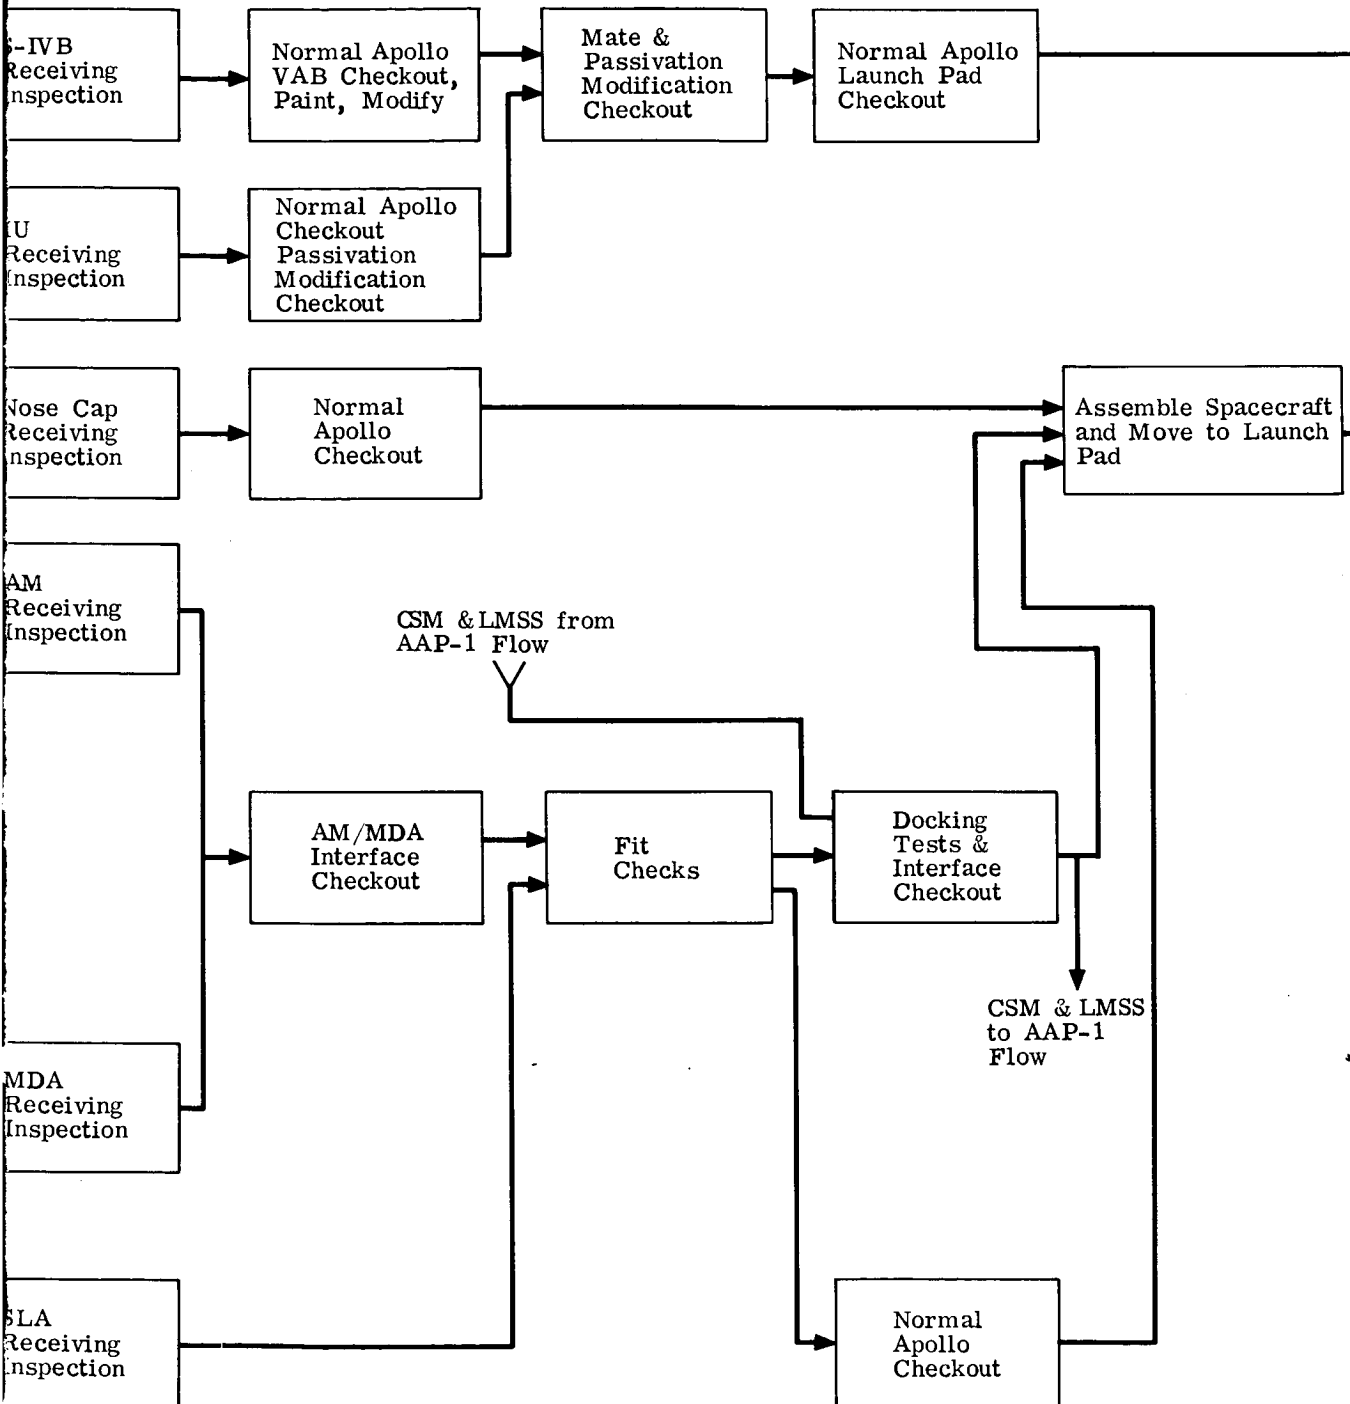 S-IVB
Receiving
Inspection
Normal Apollo
VAB Checkout,
Paint, Modify
Mate &
Passivation
Modification
Checkout
Normal Apollo
Launch Pad
Checkout
IU
Receiving
Inspection
Normal Apollo
Checkout
Passivation
Modification
Checkout
Nose Cap
Receiving
Inspection
Normal
Apollo
Checkout
Assemble Spacecraft
and Move to Launch
Pad
AM
Receiving
Inspection
CSM & LMSS from
AAP-1 Flow
AM/MDA
Interface
Checkout
Fit
Checks
Docking
Tests &
Interface
Checkout
CSM & LMSS
to AAP-1
Flow
MDA
Receiving
Inspection
SLA
Receiving
Inspection
Normal
Apollo
Checkout